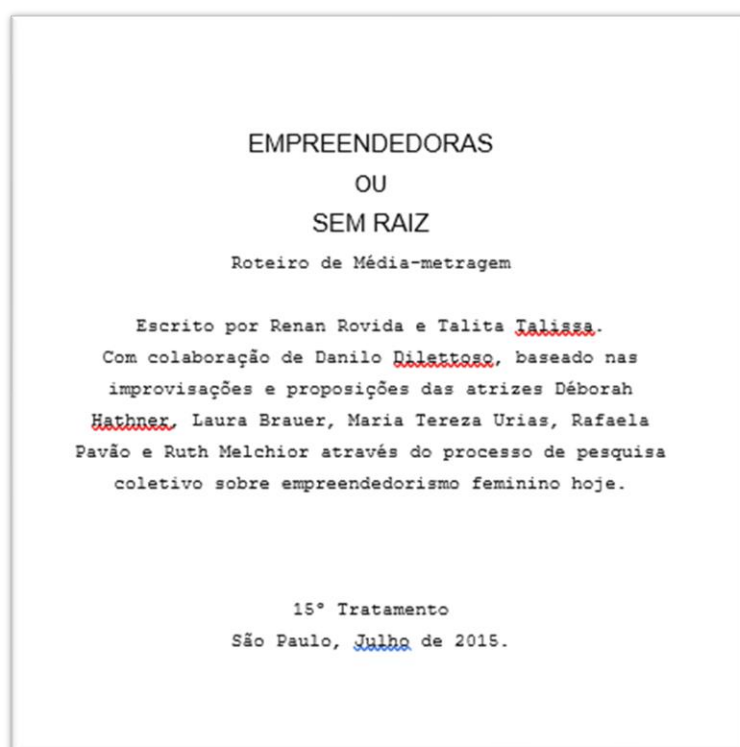 EMPREENDEDORAS
OU
SEM RAIZ
Roteiro de Média-metragem
Escrito por Renan Rovida e Talita Talissa.
Com colaboração de Danilo Dilettoso, baseado nas
improvisações e proposições das atrizes Déborah
Hathner, Laura Brauer, Maria Tereza Urias, Rafaela
Pavão e Ruth Melchior através do processo de pesquisa
coletivo sobre empreendedorismo feminino hoje.
15º Tratamento
São Paulo, Julho de 2015.